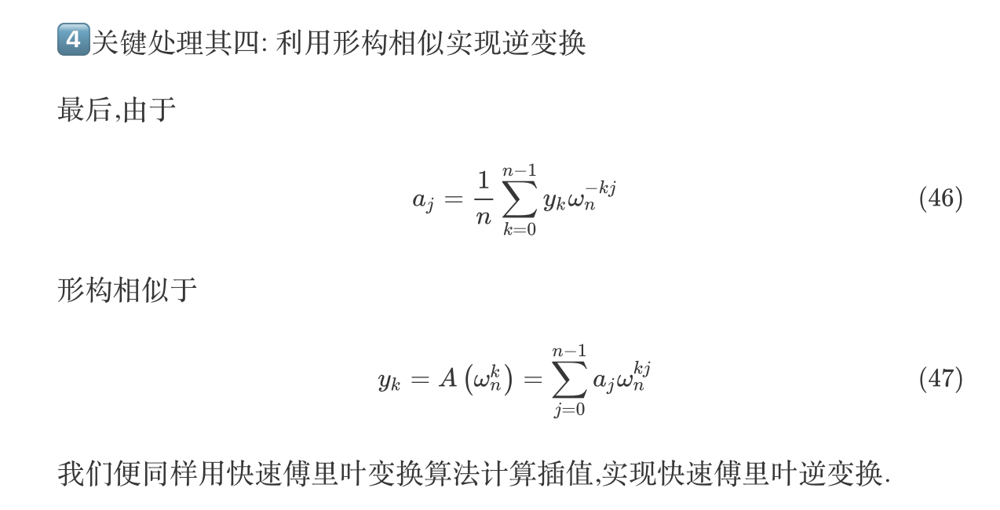 4️⃣关键处理其四: 利用形构相似实现逆变换
最后,由于
$a_j = \frac{1}{n} \sum_{k=0}^{n-1} y_k \omega_n^{-kj}$ (46)
形构相似于
$y_k = A\left(\omega_n^k\right) = \sum_{j=0}^{n-1} a_j \omega_n^{kj}$ (47)
我们便同样用快速傅里叶变换算法计算插值,实现快速傅里叶逆变换.